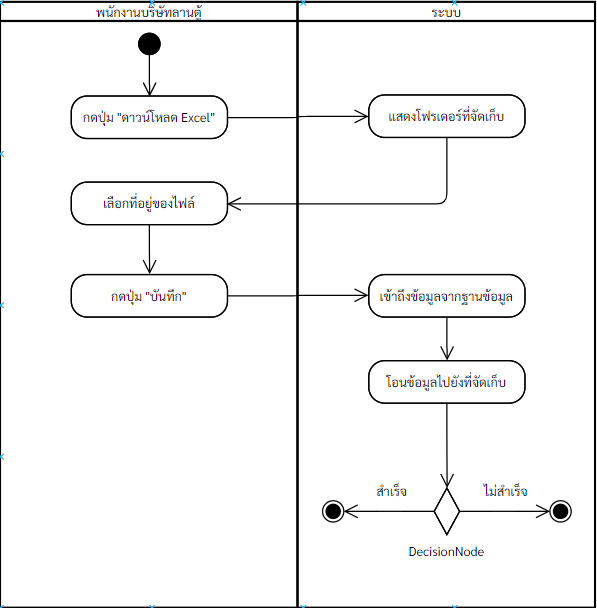 พนักงานบริษัทลานตู้
ระบบ
กดปุ่ม "ดาวน์โหลด Excel"
แสดงโฟรเดอร์ที่จัดเก็บ
เลือกที่อยู่ของไฟล์
กดปุ่ม "บันทึก"
เข้าถึงข้อมูลจากฐานข้อมูล
โอนข้อมูลไปยังที่จัดเก็บ
สำเร็จ
ไม่สำเร็จ
DecisionNode